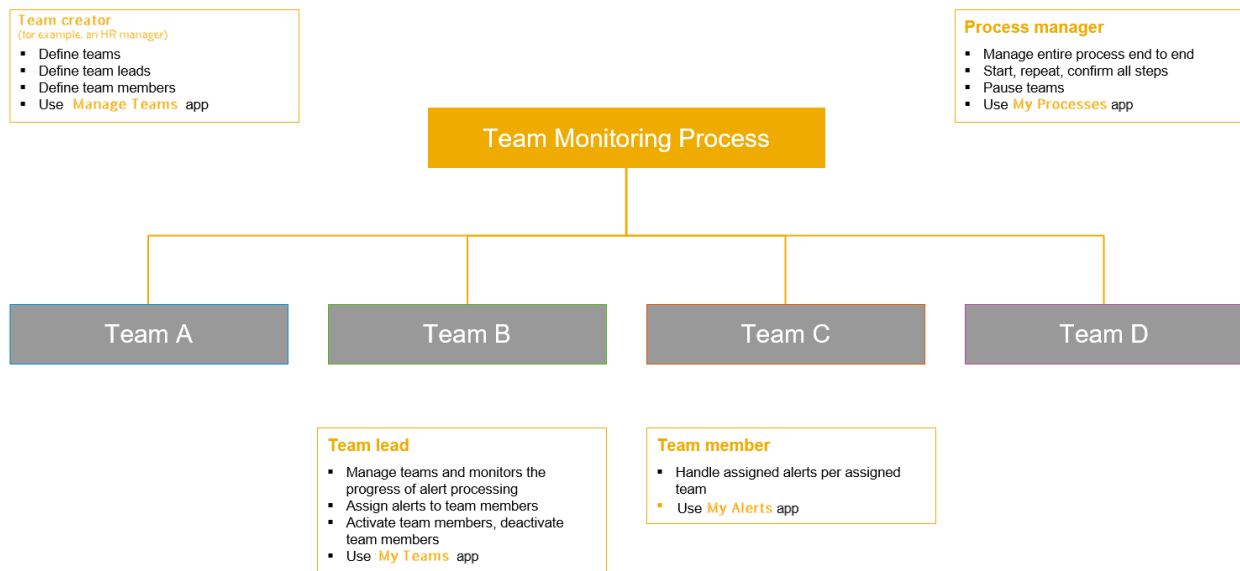 Team creator
(for example, an HR manager)
▪ Define teams
▪ Define team leads
▪ Define team members
▪ Use Manage Teams app
Process manager
▪ Manage entire process end to end
▪ Start, repeat, confirm all steps
▪ Pause teams
▪ Use My Processes app
Team Monitoring Process
Team A
Team B
Team C
Team D
Team lead
▪ Manage teams and monitors the
progress of alert processing
▪ Assign alerts to team members
▪ Activate team members, deactivate
team members
▪ Use My Teams app
Team member
▪ Handle assigned alerts per assigned
team
▪ Use My Alerts app